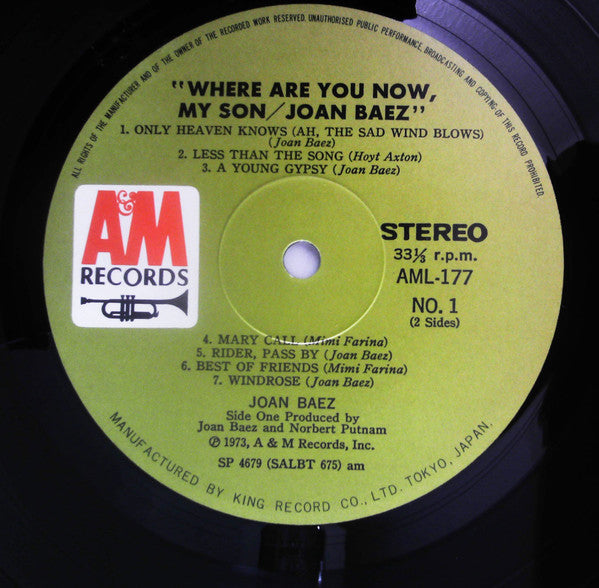 ALL RIGHTS OF THE MANUFACTURER AND OF THE OWNER OF THE RECORDED WORK RESERVED. UNAUTHORISED PUBLIC PERFORMANCE, BROADCASTING AND COPYING OF THIS RECORD PROHIBITED.
"WHERE ARE YOU NOW,
MY SON/JOAN BAEZ"
1. ONLY HEAVEN KNOWS (AH, THE SAD WIND BLOWS)
(Joan Baez)
2. LESS THAN THE SONG (Hoyt Axton)
3. A YOUNG GYPSY (Joan Baez)
A&M
RECORDS
STEREO
33⅓ r.p.m.
AML-177
NO. 1
(2 Sides)
4. MARY CALL (Mimi Farina)
5. RIDER, PASS BY (Joan Baez)
6. BEST OF FRIENDS (Mimi Farina)
7. WINDROSE (Joan Baez)
JOAN BAEZ
Side One Produced by
Joan Baez and Norbert Putnam
℗ 1973, A & M Records, Inc.
SP 4679 (SALBT 675) am
MANUFACTURED BY KING RECORD CO., LTD. TOKYO, JAPAN.